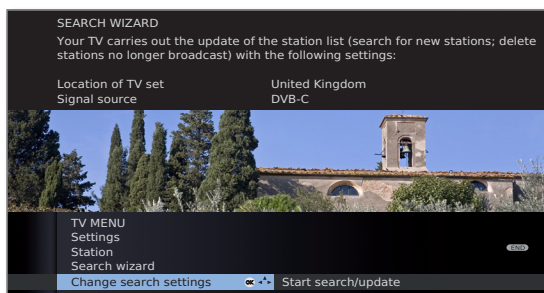 SEARCH WIZARD
Your TV carries out the update of the station list (search for new stations; delete
stations no longer broadcast) with the following settings:
Location of TV set United Kingdom
Signal source DVB-C
TV MENU
Settings
END
Station
Search wizard
Change search settings OK Start search/update